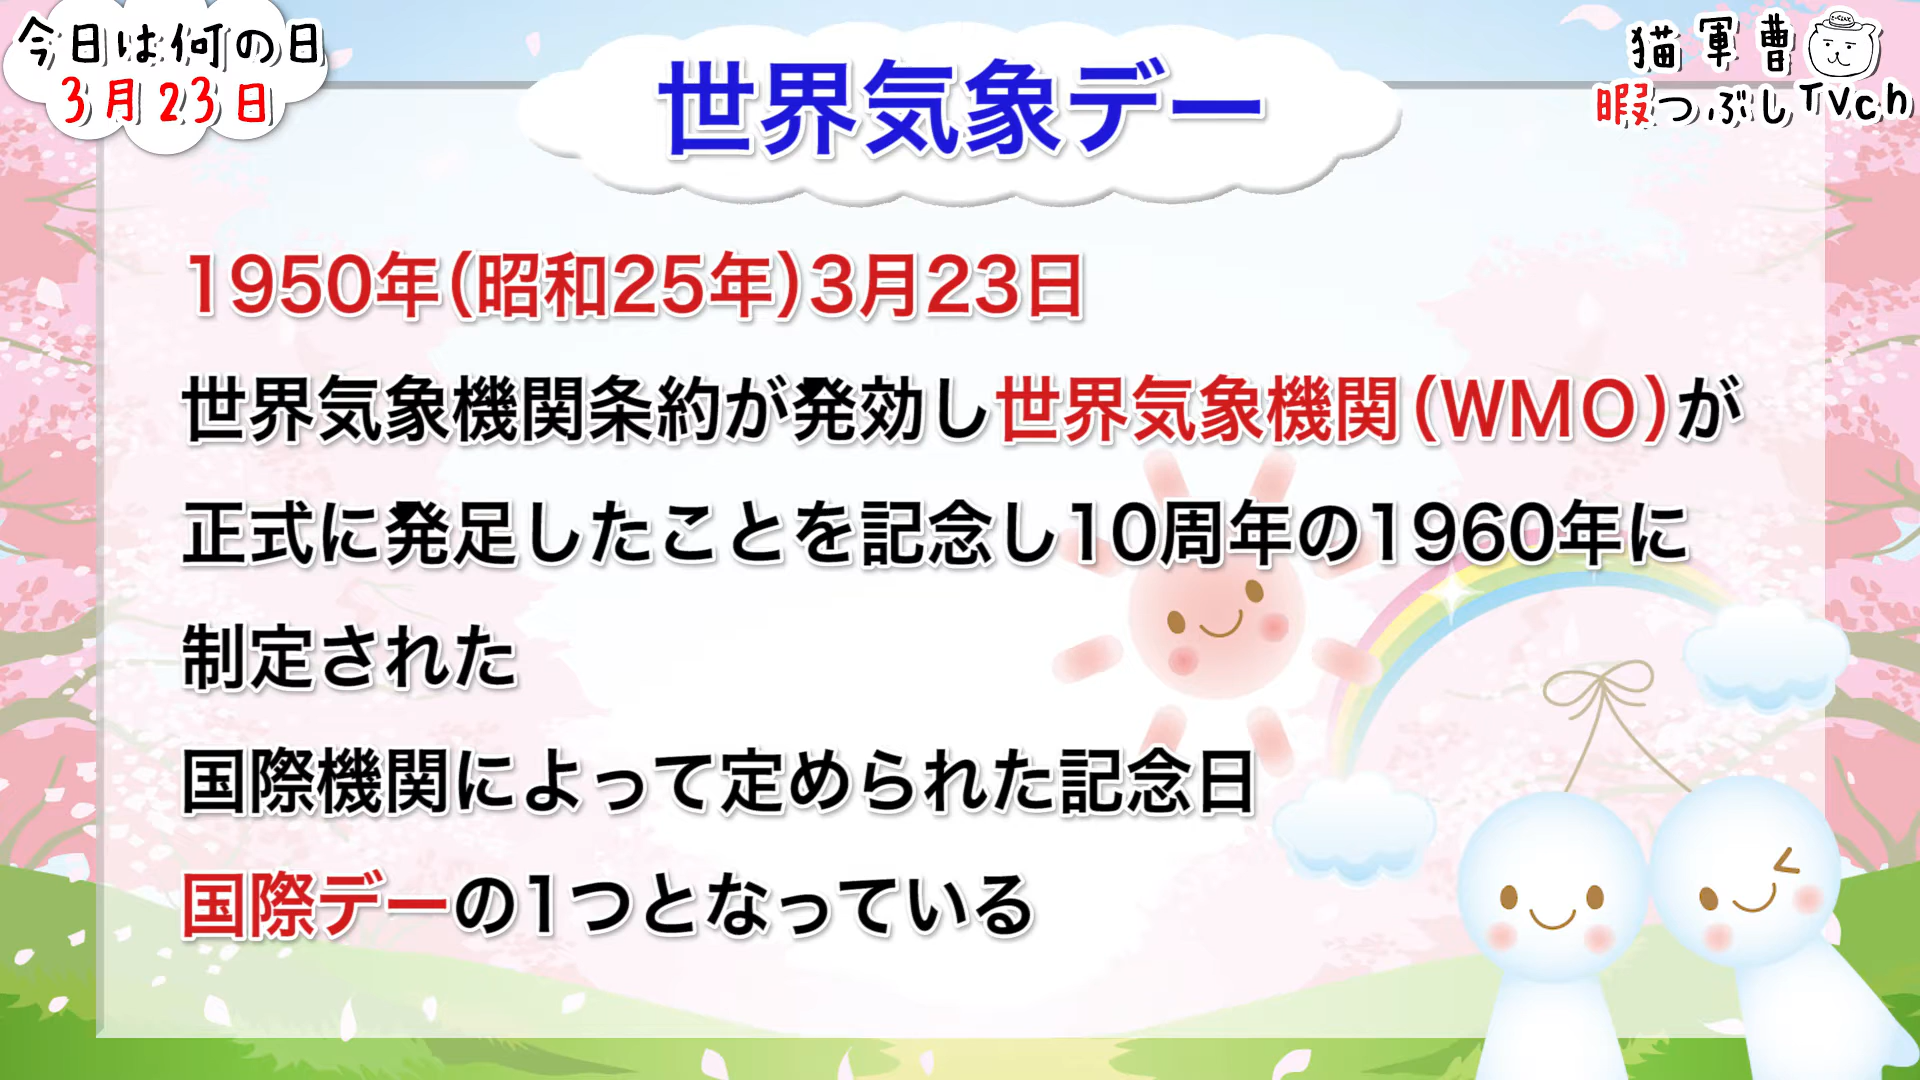 今日は何の日
3月23日
猫軍曹
暇つぶしTVch
世界気象デー
1950年(昭和25年)3月23日
世界気象機関条約が発効し世界気象機関(WMO)が
正式に発足したことを記念し10周年の1960年に
制定された
国際機関によって定められた記念日
国際デーの1つとなっている